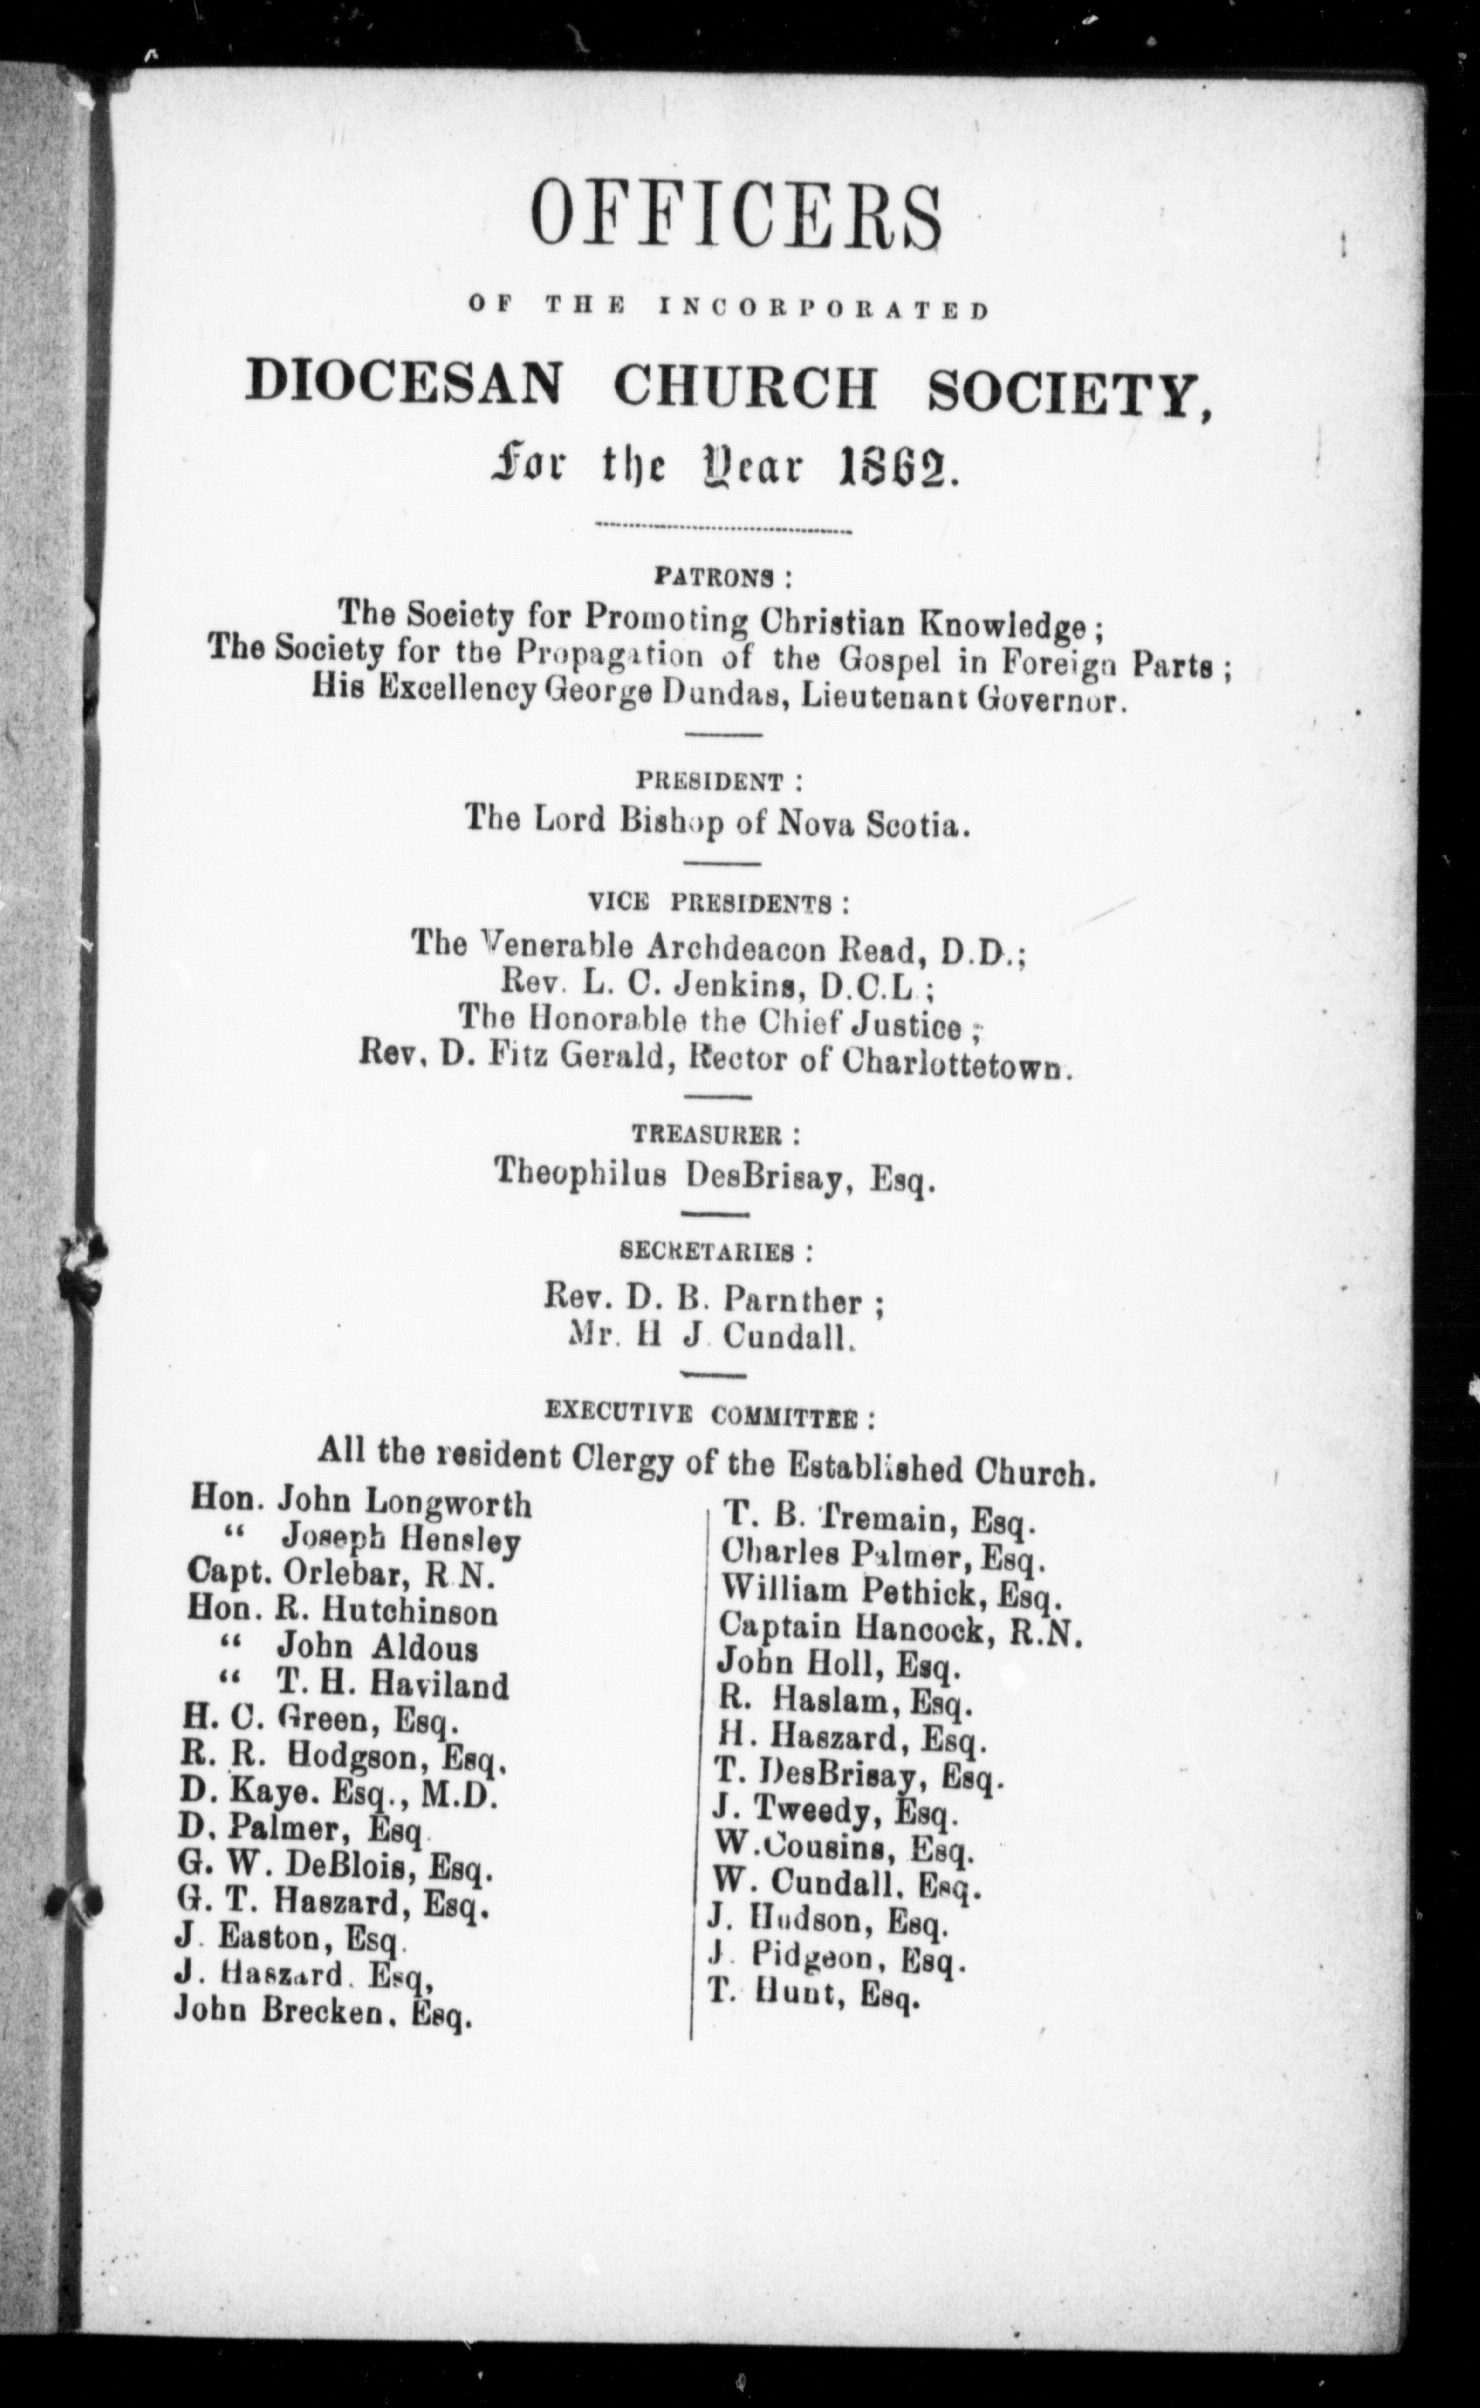 OFFICERS
OF THE INCORPORATED
DIOCESAN CHURCH SOCIETY,
For the Year 1862.
PATRONS :
The Society for Promoting Christian Knowledge ;
The Society for the Propagation of the Gospel in Foreign Parts ;
His Excellency George Dundas, Lieutenant Governor.
PRESIDENT :
The Lord Bishop of Nova Scotia.
VICE PRESIDENTS :
The Venerable Archdeacon Read, D.D.;
Rev. L. C. Jenkins, D.C.L ;
The Honorable the Chief Justice ;
Rev. D. Fitz Gerald, Rector of Charlottetown.
TREASURER :
Theophilus DesBrisay, Esq.
SECRETARIES :
Rev. D. B. Parnther ;
Mr. H J. Cundall.
EXECUTIVE COMMITTEE :
All the resident Clergy of the Established Church.
Hon. John Longworth
“ Joseph Hensley
Capt. Orlebar, R.N.
Hon. R. Hutchinson
“ John Aldous
“ T. H. Haviland
H. C. Green, Esq.
R. R. Hodgson, Esq.
D. Kaye. Esq., M.D.
D. Palmer, Esq.
G. W. DeBlois, Esq.
G. T. Haszard, Esq.
J. Easton, Esq.
J. Haszard. Esq,
John Brecken. Esq.
T. B. Tremain, Esq.
Charles Palmer, Esq.
William Pethick, Esq.
Captain Hancock, R.N.
John Holl, Esq.
R. Haslam, Esq.
H. Haszard, Esq.
T. DesBrisay, Esq.
J. Tweedy, Esq.
W.Cousins, Esq.
W. Cundall. Esq.
J. Hudson, Esq.
J. Pidgeon, Esq.
T. Hunt, Esq.